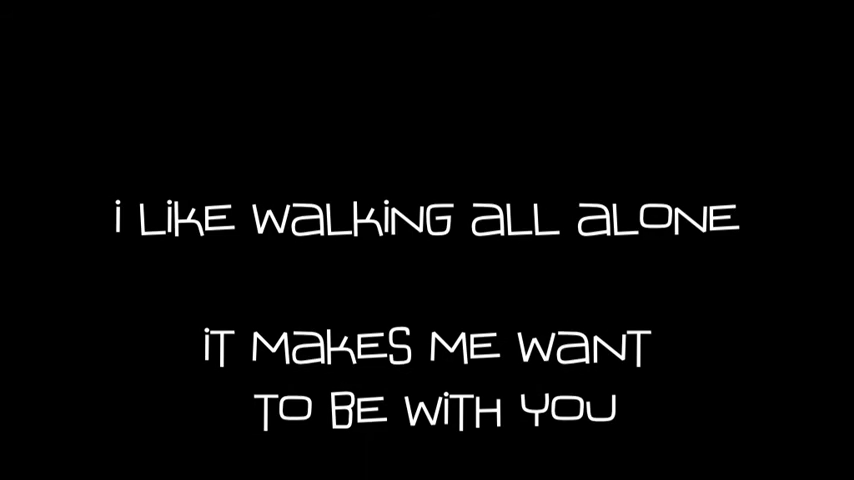 i LiKE WALKiNG ALL ALONE
iT MAKES ME WANT
TO BE WiTH YOU